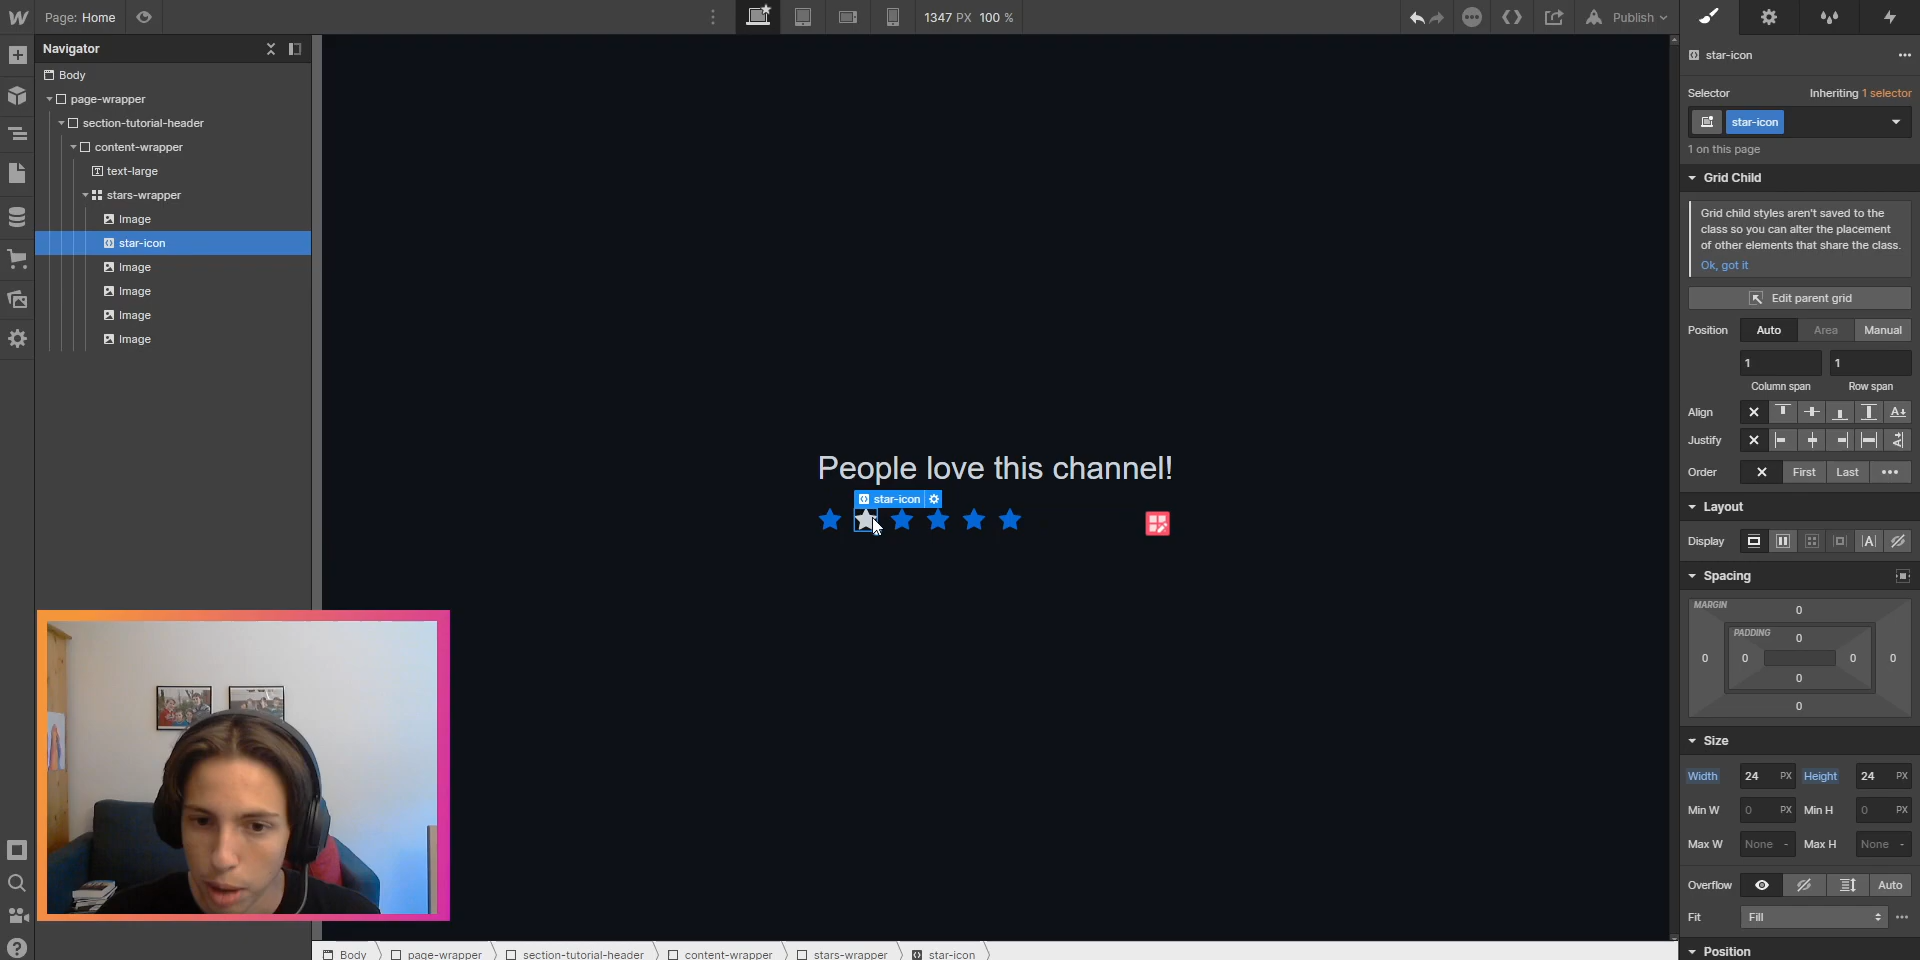 Page: Home
1347 PX 100 %
Publish
Navigator
Body
page-wrapper
section-tutorial-header
content-wrapper
text-large
stars-wrapper
Image
star-icon
Image
Image
Image
Image
People love this channel!
star-icon
star-icon
Selector
Inheriting 1 selector
star-icon
1 on this page
Grid Child
Grid child styles aren't saved to the
class so you can alter the placement
of other elements that share the class.
Ok, got it
Edit parent grid
Position Auto Area Manual
1 1
Column span Row span
Align
Justify
Order First Last
Layout
Display
Spacing
MARGIN
0
PADDING
0
0 0 0 0
0
0
Size
Width 24 PX Height 24 PX
Min W 0 PX Min H 0 PX
Max W None - Max H None -
Overflow Auto
Fit Fill
Position
Body page-wrapper section-tutorial-header content-wrapper stars-wrapper star-icon